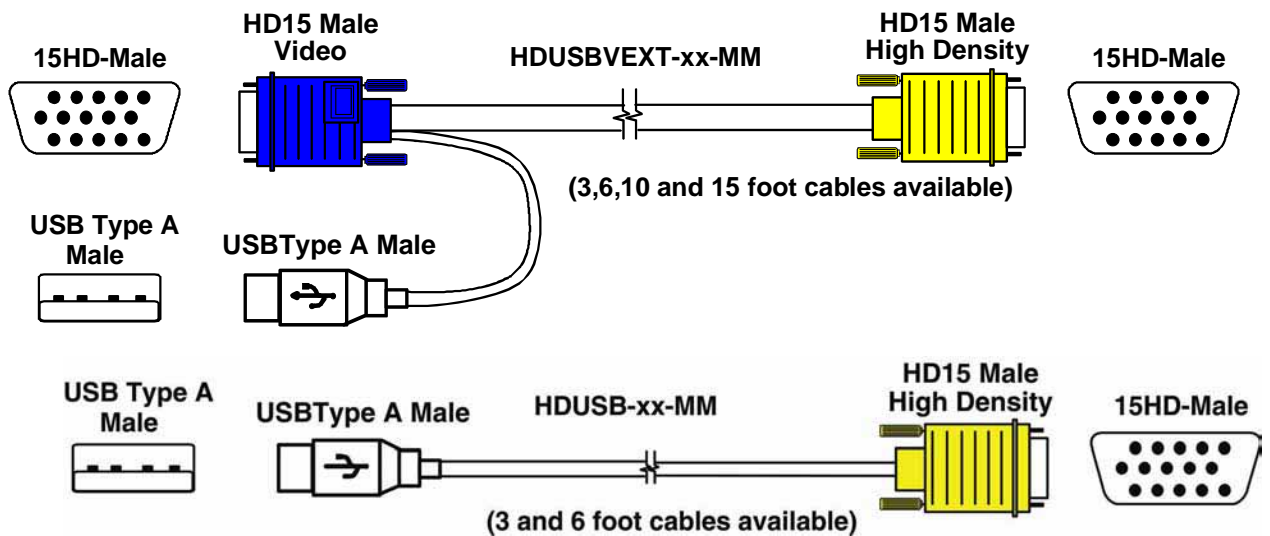 15HD-Male
HD15 Male
Video
HDUSBVEXT-xx-MM
HD15 Male
High Density
15HD-Male
(3,6,10 and 15 foot cables available)
USB Type A
Male
USBType A Male
USB Type A
Male
USBType A Male
HDUSB-xx-MM
HD15 Male
High Density
15HD-Male
(3 and 6 foot cables available)